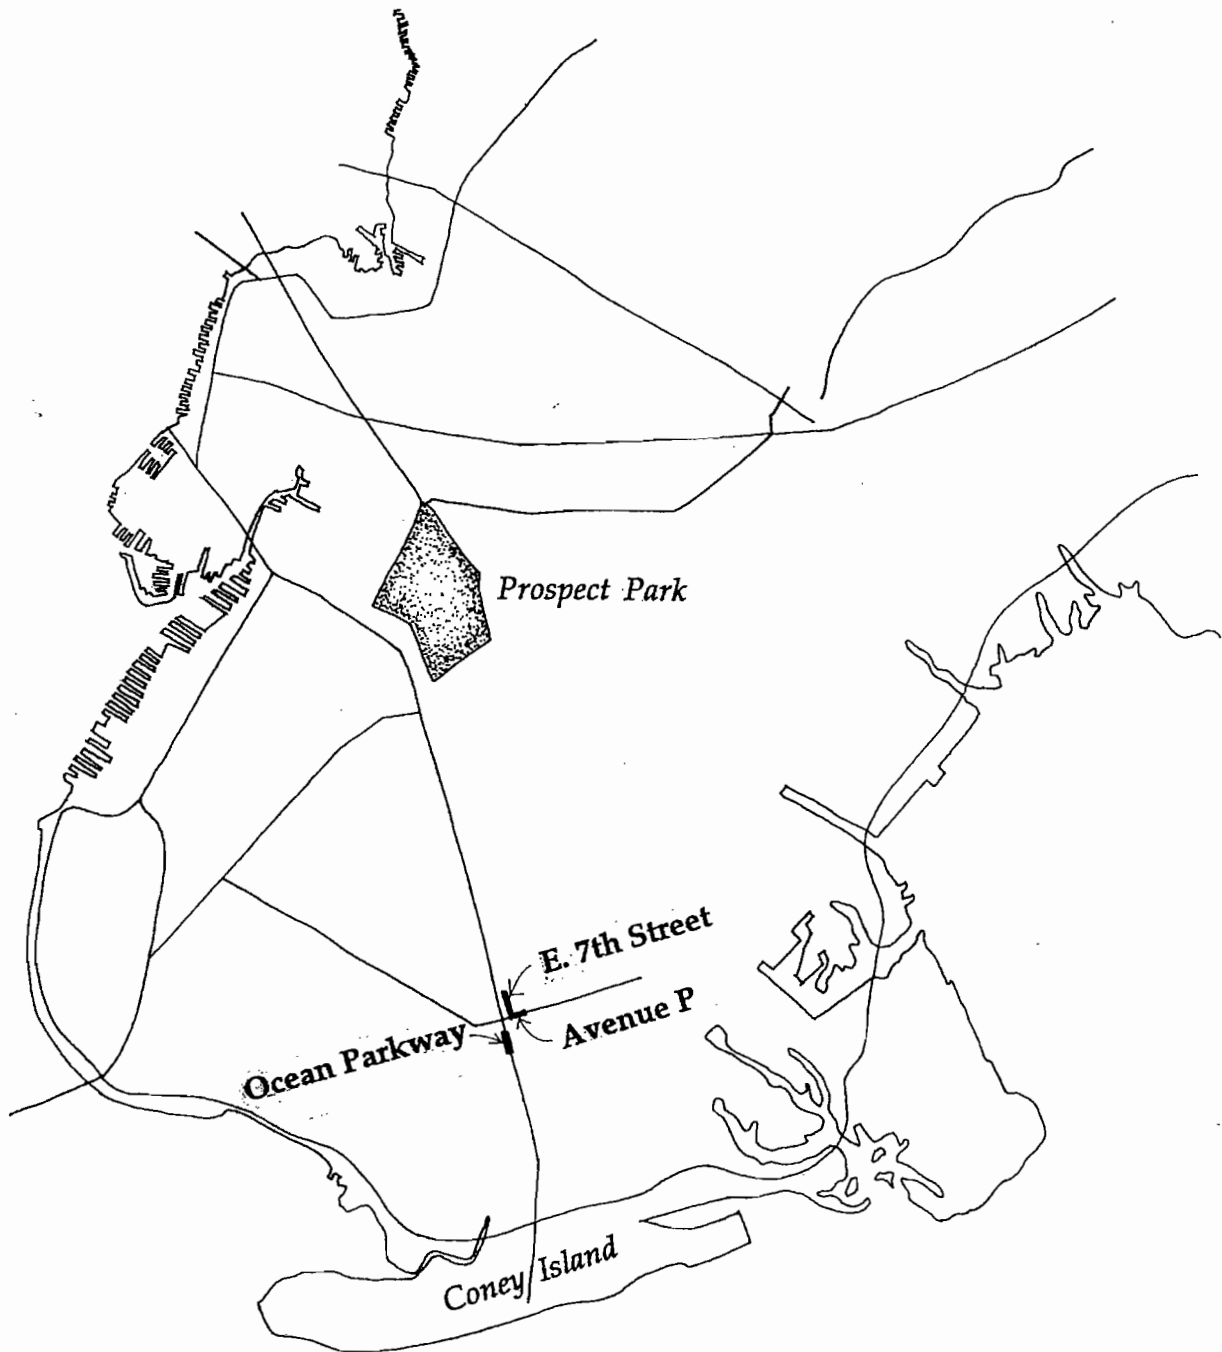 Prospect Park
E. 7th Street
Avenue P
Ocean Parkway
Coney Island